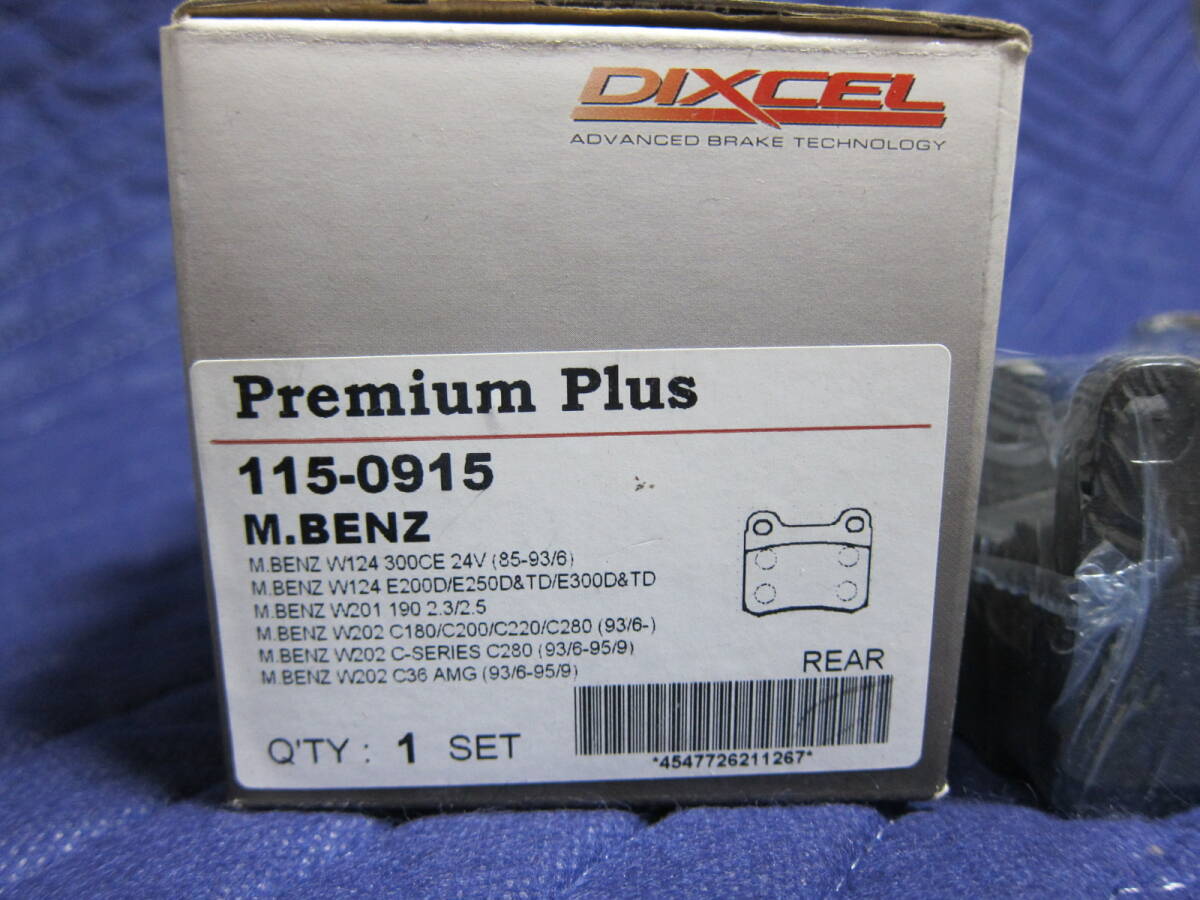 DIXCEL
ADVANCED BRAKE TECHNOLOGY
Premium Plus
115-0915
M.BENZ
M.BENZ W124 300CE 24V (85-93/6)
M.BENZ W124 E200D/E250D&TD/E300D&TD
M.BENZ W201 190 2.3/2.5
M.BENZ W202 C180/C200/C220/C280 (93/6-)
M.BENZ W202 C-SERIES C280 (93/6-95/9)
M.BENZ W202 C36 AMG (93/6-95/9)
REAR
Q'TY : 1 SET
*4547726211267*